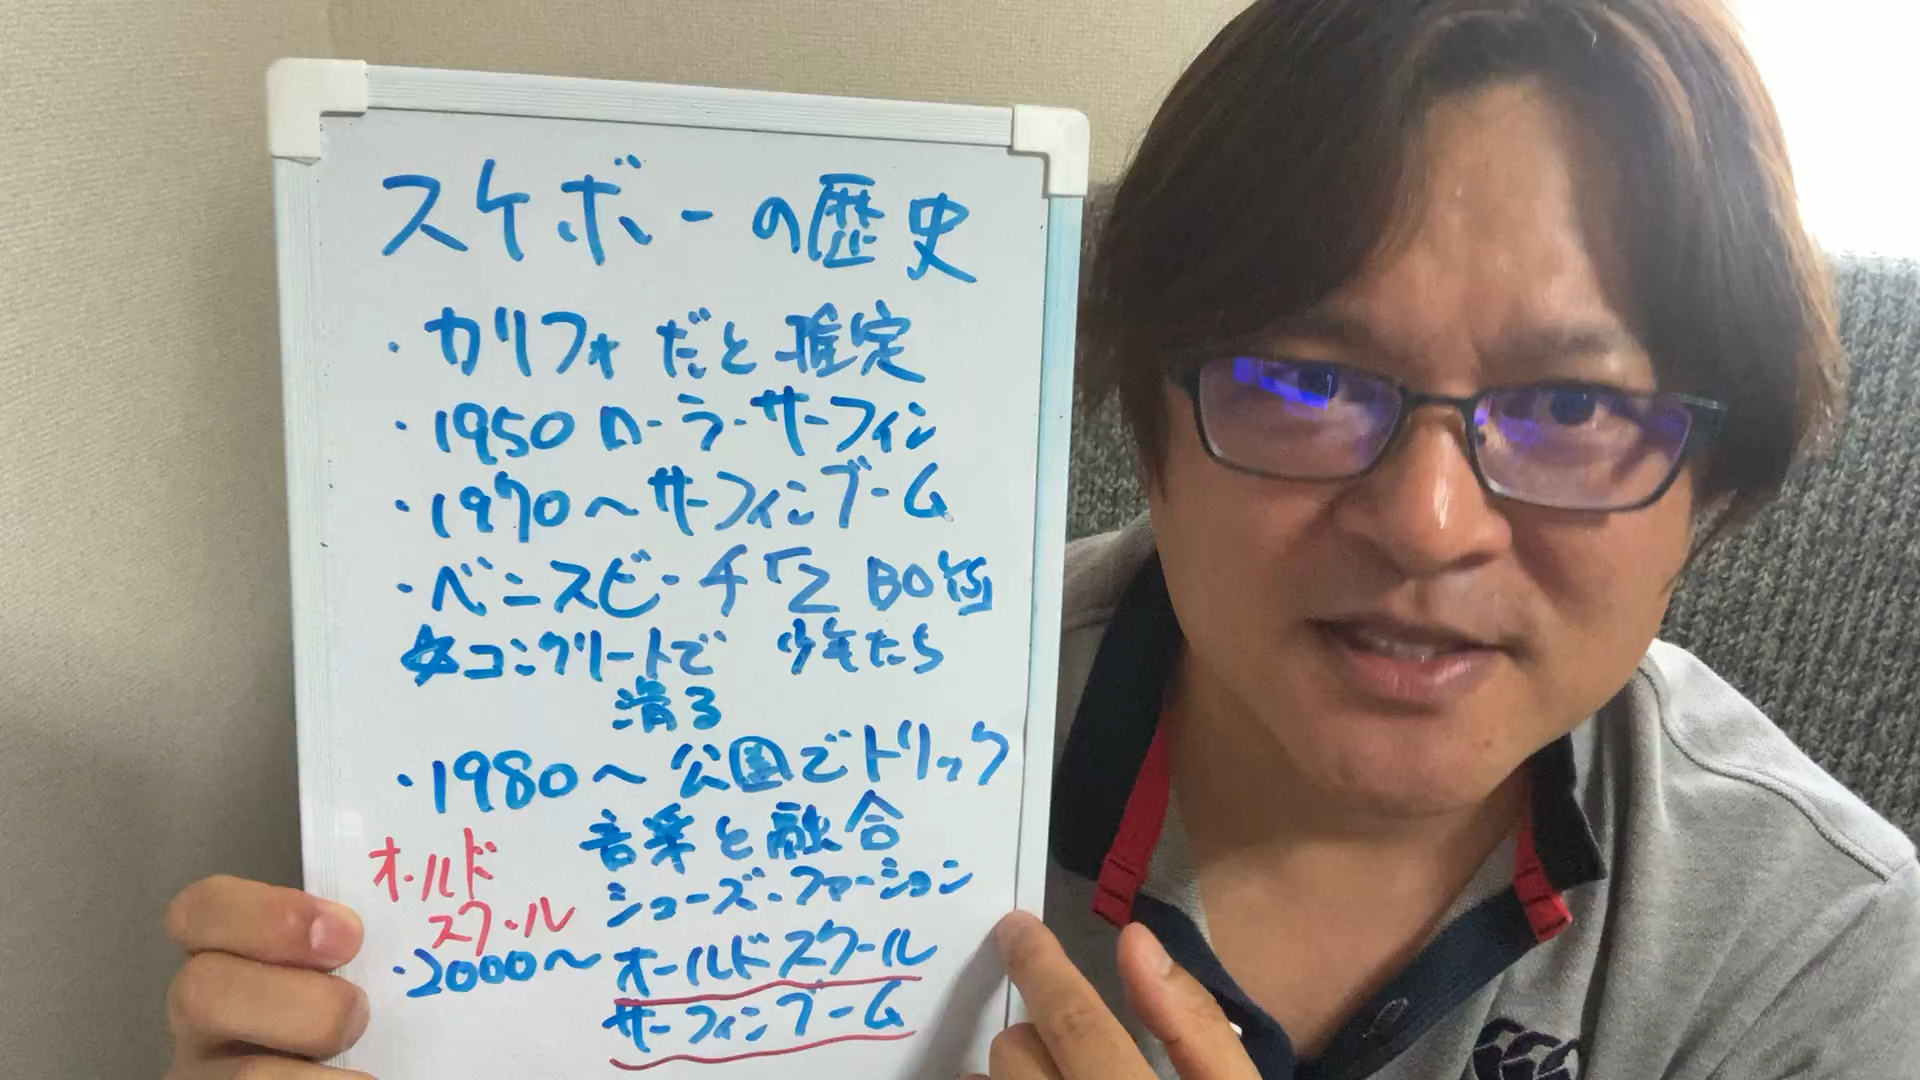 スケボーの歴史
・カリフォだと推定
・1950 ローラーサーフィン
・1970〜サーフィンブーム
・ベニスビーチ「Z BOYS」
☆コンクリートで 少年たち
滑る
・1980〜公園でトリック
音楽と融合
オールド
シューズ・ファッション
スクール
・2000〜オールドスクール
サーフィンブーム